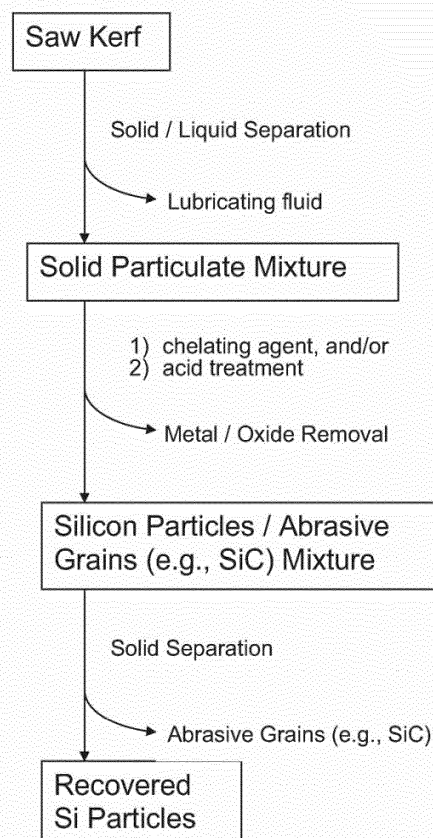 Saw Kerf
Solid / Liquid Separation
Lubricating fluid
Solid Particulate Mixture
1) chelating agent, and/or
2) acid treatment
Metal / Oxide Removal
Silicon Particles / Abrasive
Grains (e.g., SiC) Mixture
Solid Separation
Abrasive Grains (e.g., SiC)
Recovered
Si Particles